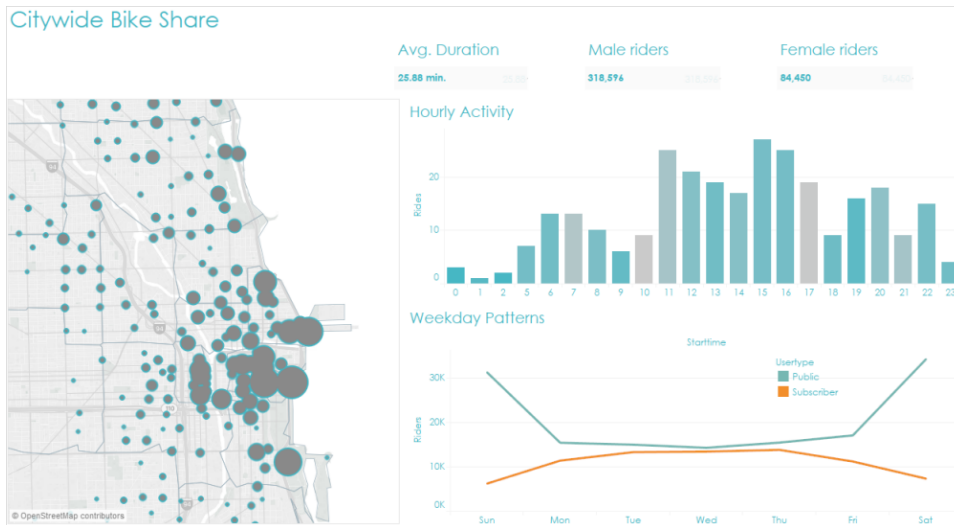 Citywide Bike Share
Avg. Duration
Male riders
Female riders
25.88 min.
318,596
84,450
Hourly Activity
Rides
20
10
0
0 1 2 5 6 7 8 9 10 11 12 13 14 15 16 17 18 19 20 21 22 23
Weekday Patterns
Starttime
Usertype
Public
Subscriber
Riders
30K
20K
10K
0K
Sun Mon Tue Wed Thu Fri Sat
© OpenStreetMap contributors